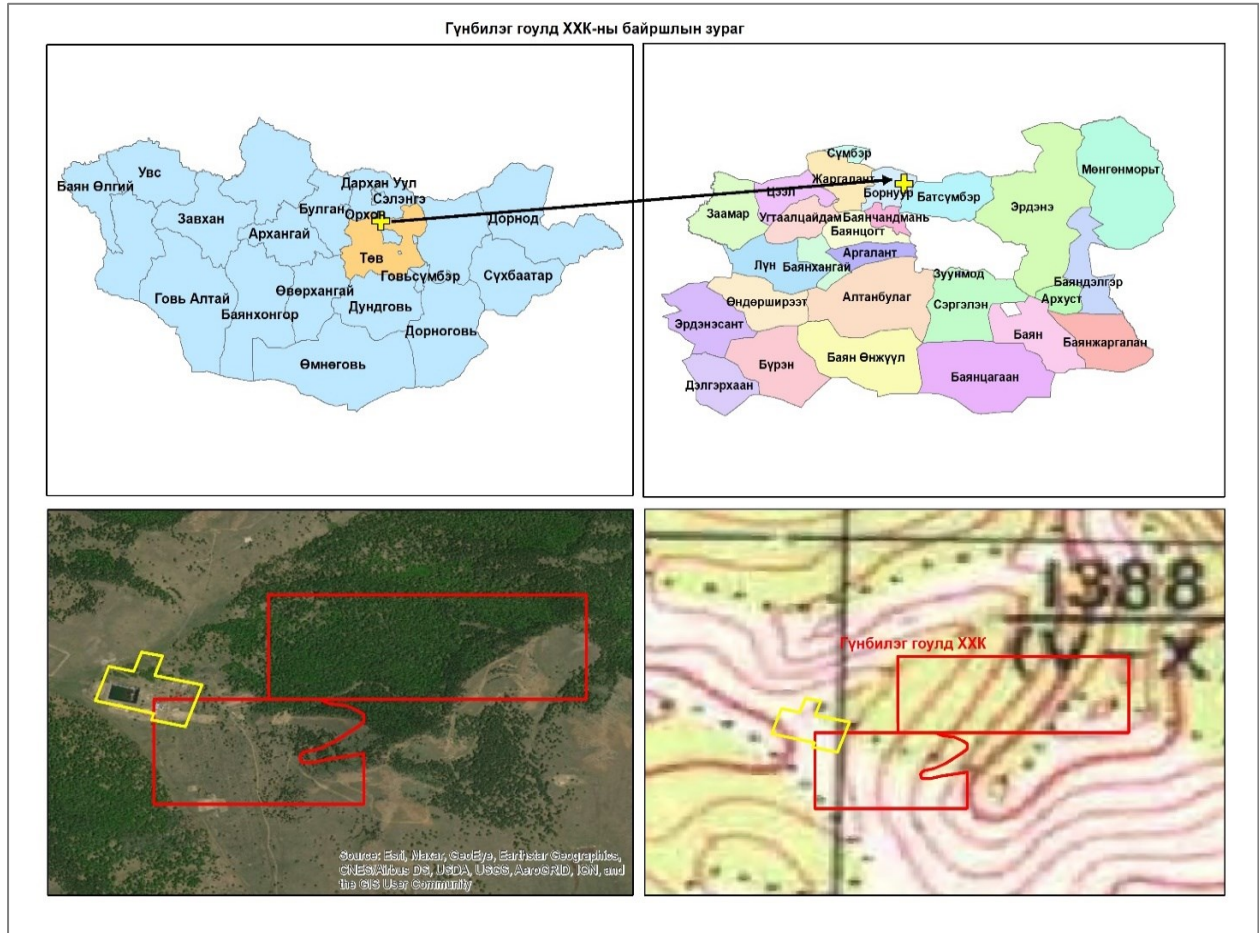 Гүнбилэг гоулд ХХК-ны байршлын зураг
Увс
Баян Өлгий
Завхан
Архангай
Булган
Орхон
Дархан Уул
Сэлэнгэ
Дорнод
Төв
Говьсүмбэр
Сүхбаатар
Говь Алтай
Баянхонгор
Өвөрхангай
Дундговь
Дорноговь
Өмнөговь
Сүмбэр
Жаргалант
Цээл
Борнуур
Батсүмбэр
Мөнгөнморьт
Заамар
Угтаалцайдам
Баянчандмань
Баянцогт
Эрдэнэ
Аргалант
Лүн
Баянхангай
Зуунмод
Баяндэлгэр
Өндөрширээт
Алтанбулаг
Сэргэлэн
Архуст
Эрдэнэсант
Баян
Баянжаргалан
Бүрэн
Баян Өнжүүл
Баянцагаан
Дэлгэрхаан
Source: Esri, Maxar, GeoEye, Earthstar Geographics,
CNES/Airbus DS, USDA, USGS, AeroGRID, IGN, and
the GIS User Community
1388
Гүнбилэг гоулд ХХК
IV - X